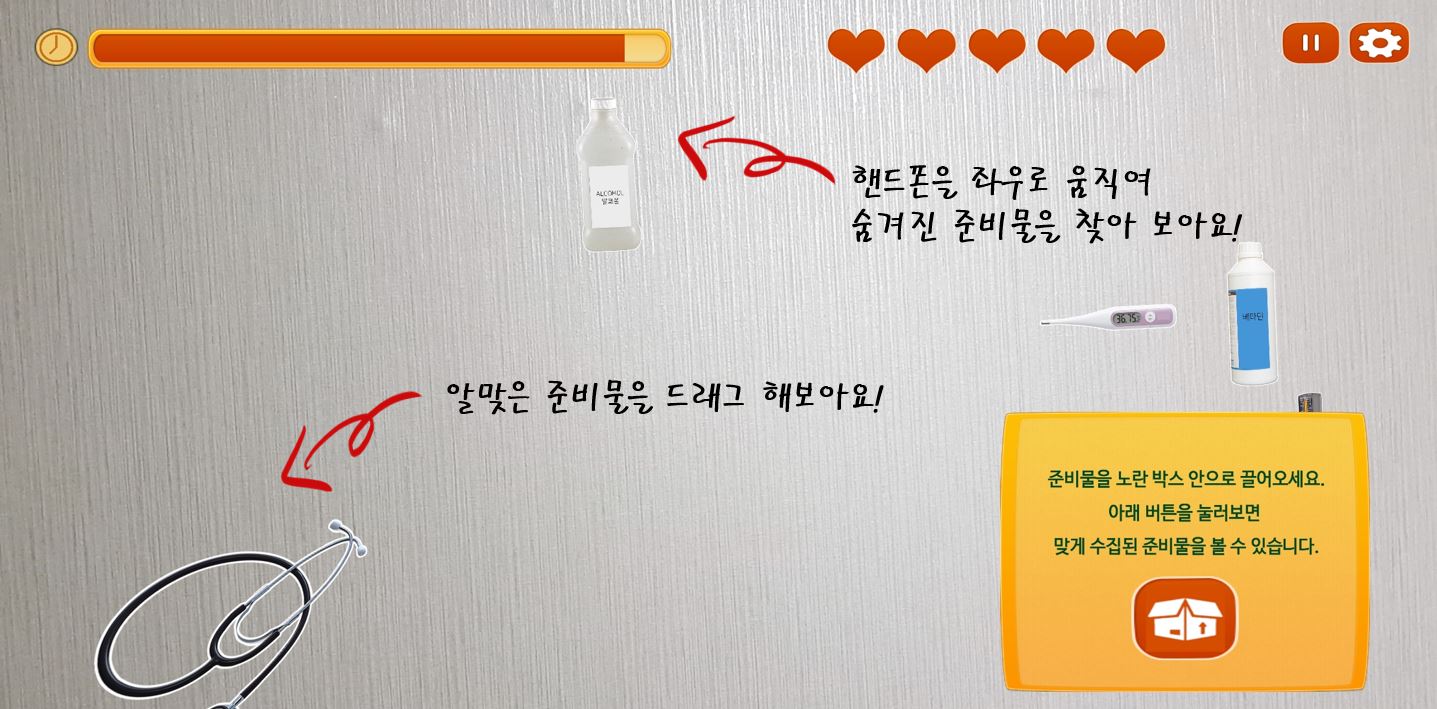 ALCOHOL
알코올
핸드폰을 좌우로 움직여
숨겨진 준비물을 찾아 보아요!
36.75
베타딘
알맞은 준비물을 드래그 해보아요!
준비물을 노란 박스 안으로 끌어오세요.
아래 버튼을 눌러보면
맞게 수집된 준비물을 볼 수 있습니다.